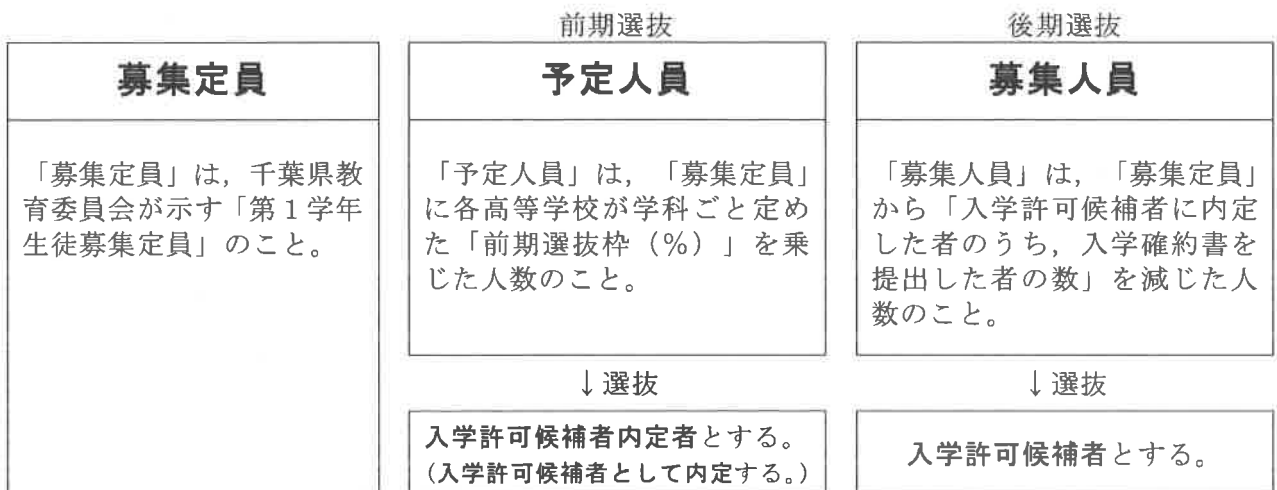 募集定員
「募集定員」は，千葉県教
育委員会が示す「第１学年
生徒募集定員」のこと。
前期選抜
予定人員
「予定人員」は，「募集定員」
に各高等学校が学科ごと定め
た「前期選抜枠（％）」を乗
じた人数のこと。
↓選抜
入学許可候補者内定者とする。
(入学許可候補者として内定する。)
後期選抜
募集人員
「募集人員」は，「募集定員」
から「入学許可候補者に内定
した者のうち，入学確約書を
提出した者の数」を減じた人
数のこと。
↓選抜
入学許可候補者とする。